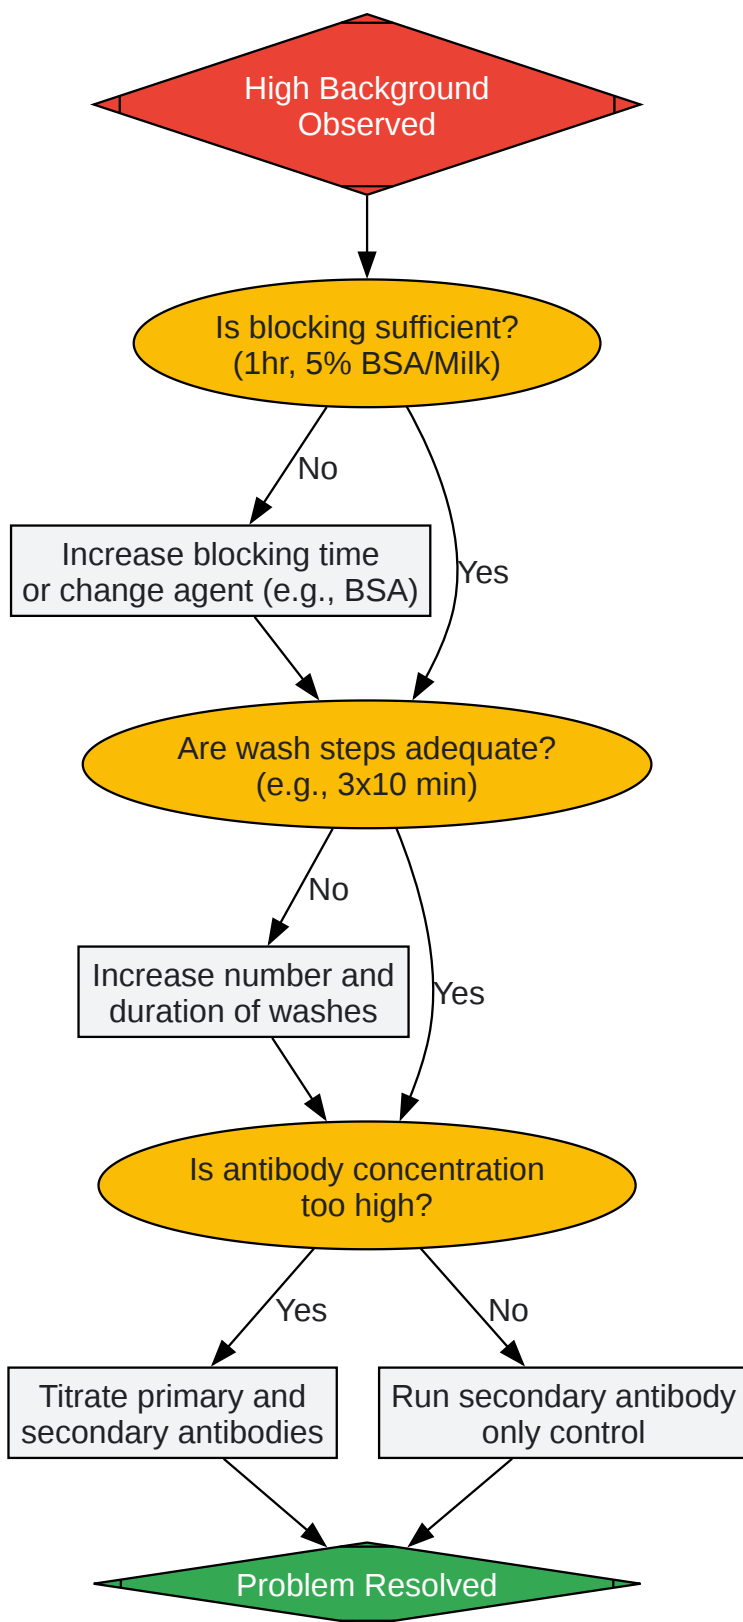 High Background
Observed
Is blocking sufficient?
(1hr, 5% BSA/Milk)
No
Yes
Increase blocking time
or change agent (e.g., BSA)
Are wash steps adequate?
(e.g., 3x10 min)
No
Yes
Increase number and
duration of washes
Is antibody concentration
too high?
Yes
No
Titrate primary and
secondary antibodies
Run secondary antibody
only control
Problem Resolved